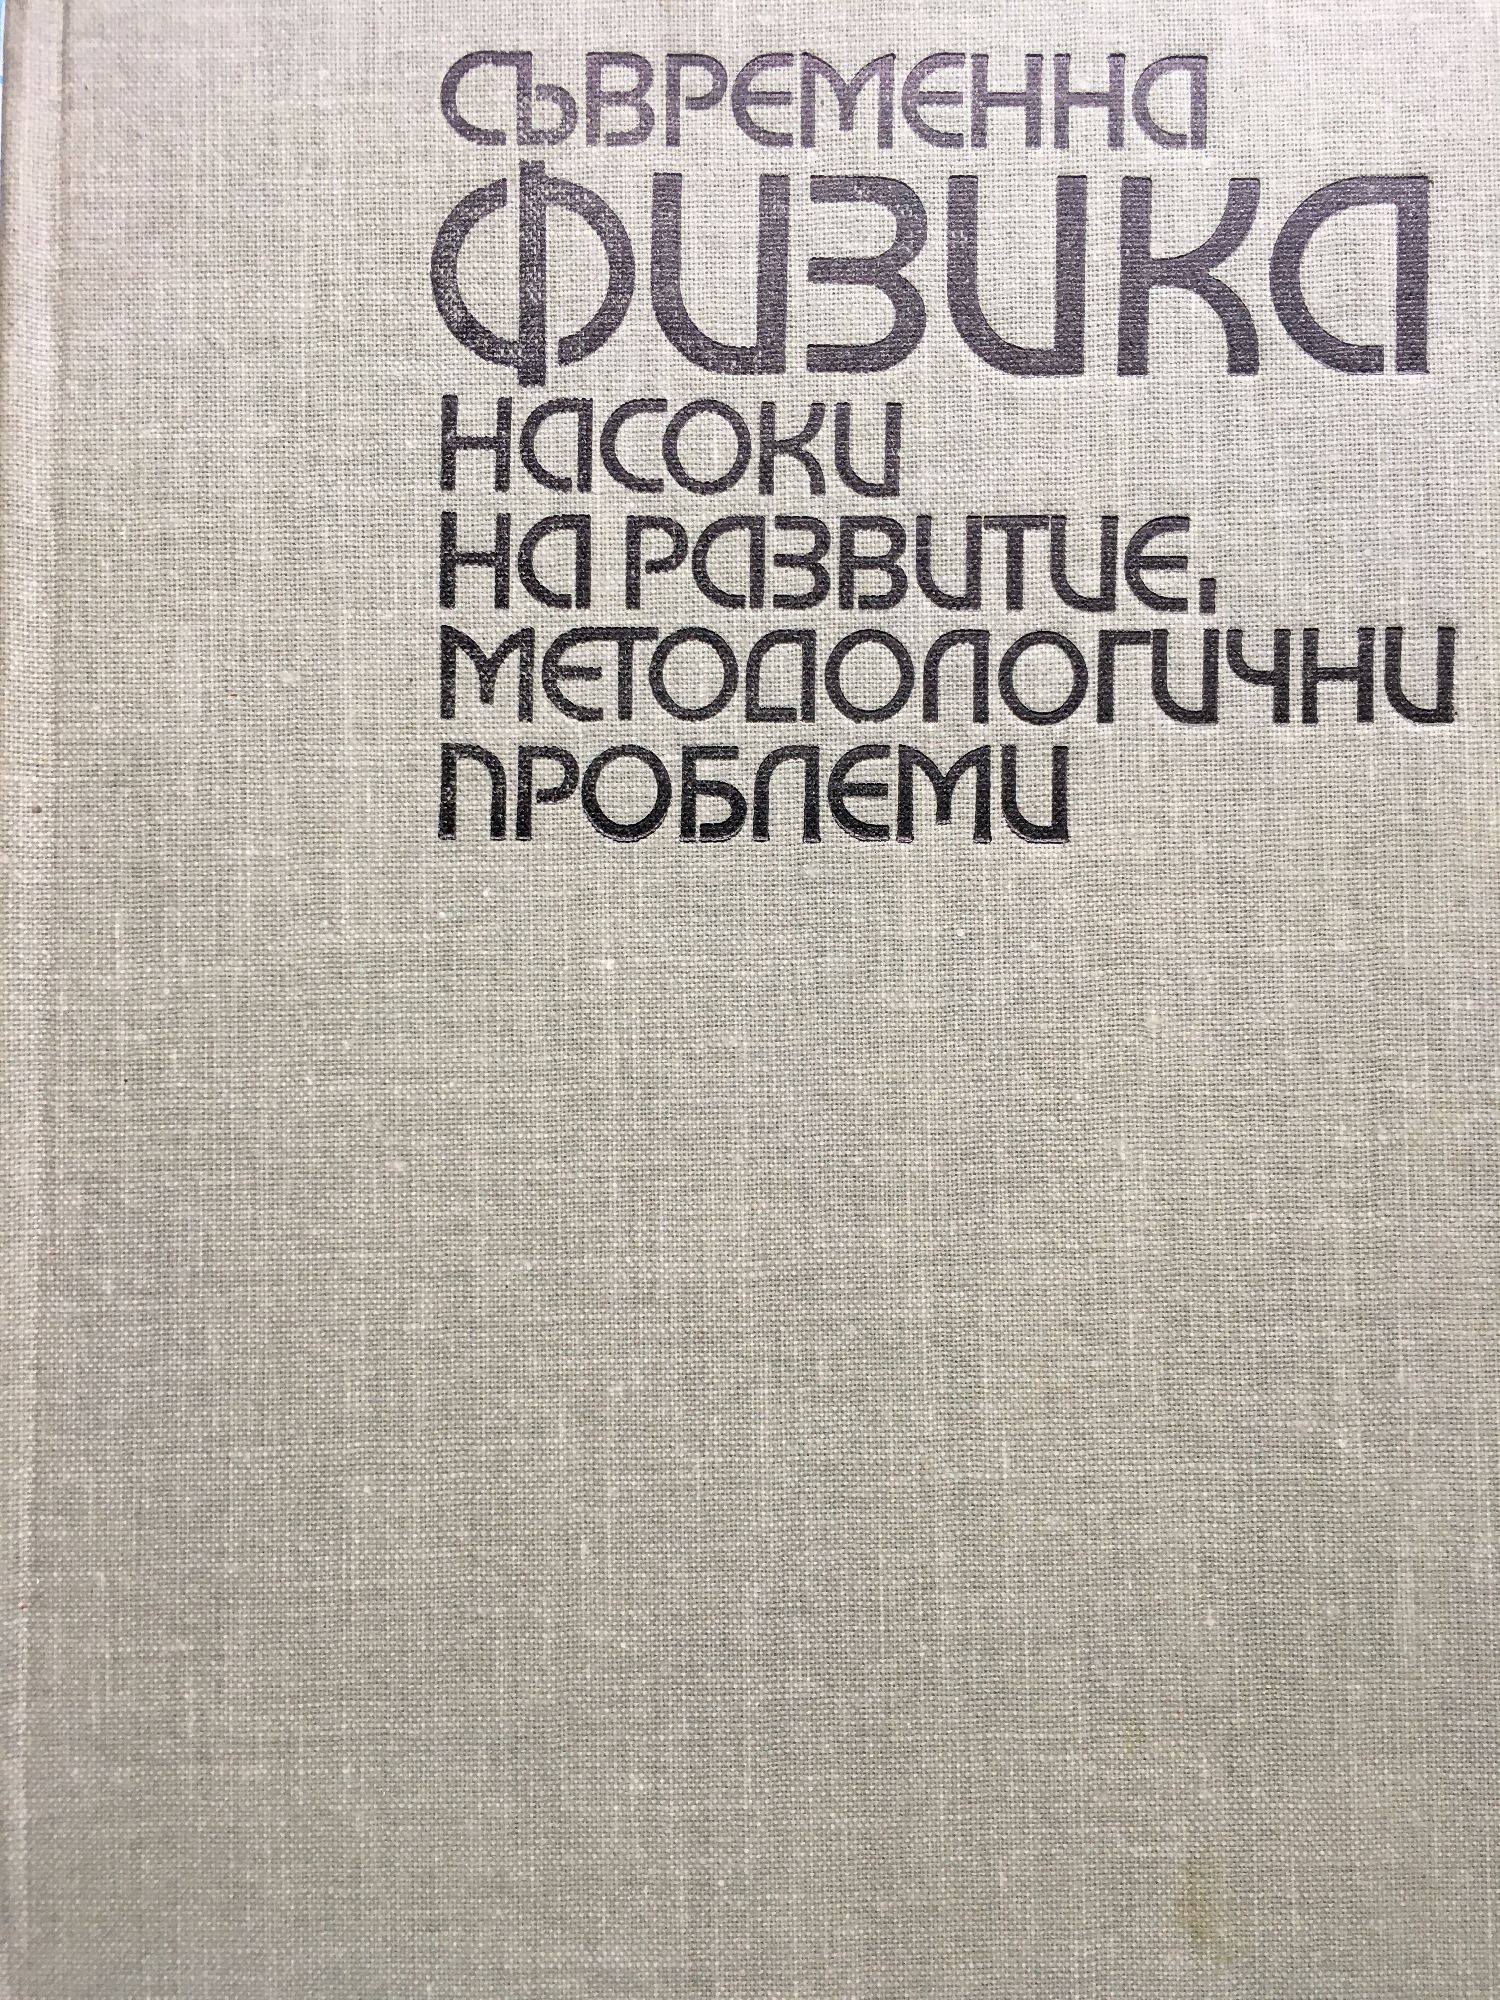 СЪВРЕМЕННА
ФИЗИКА
НАСОКИ
НА РАЗВИТИЕ,
МЕТОДОЛОГИЧНИ
ПРОБЛЕМИ